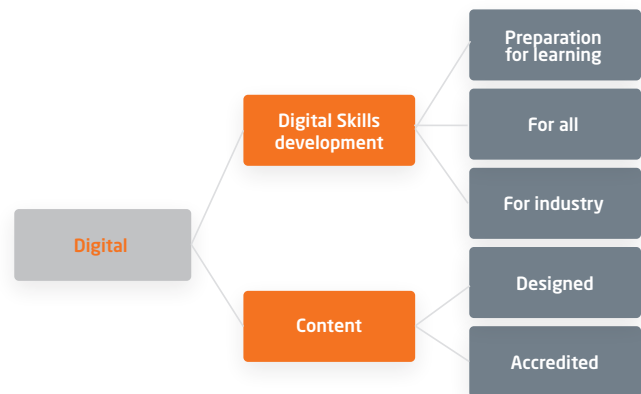 Preparation
for learning
Digital Skills
development
For all
For industry
Digital
Designed
Content
Accredited